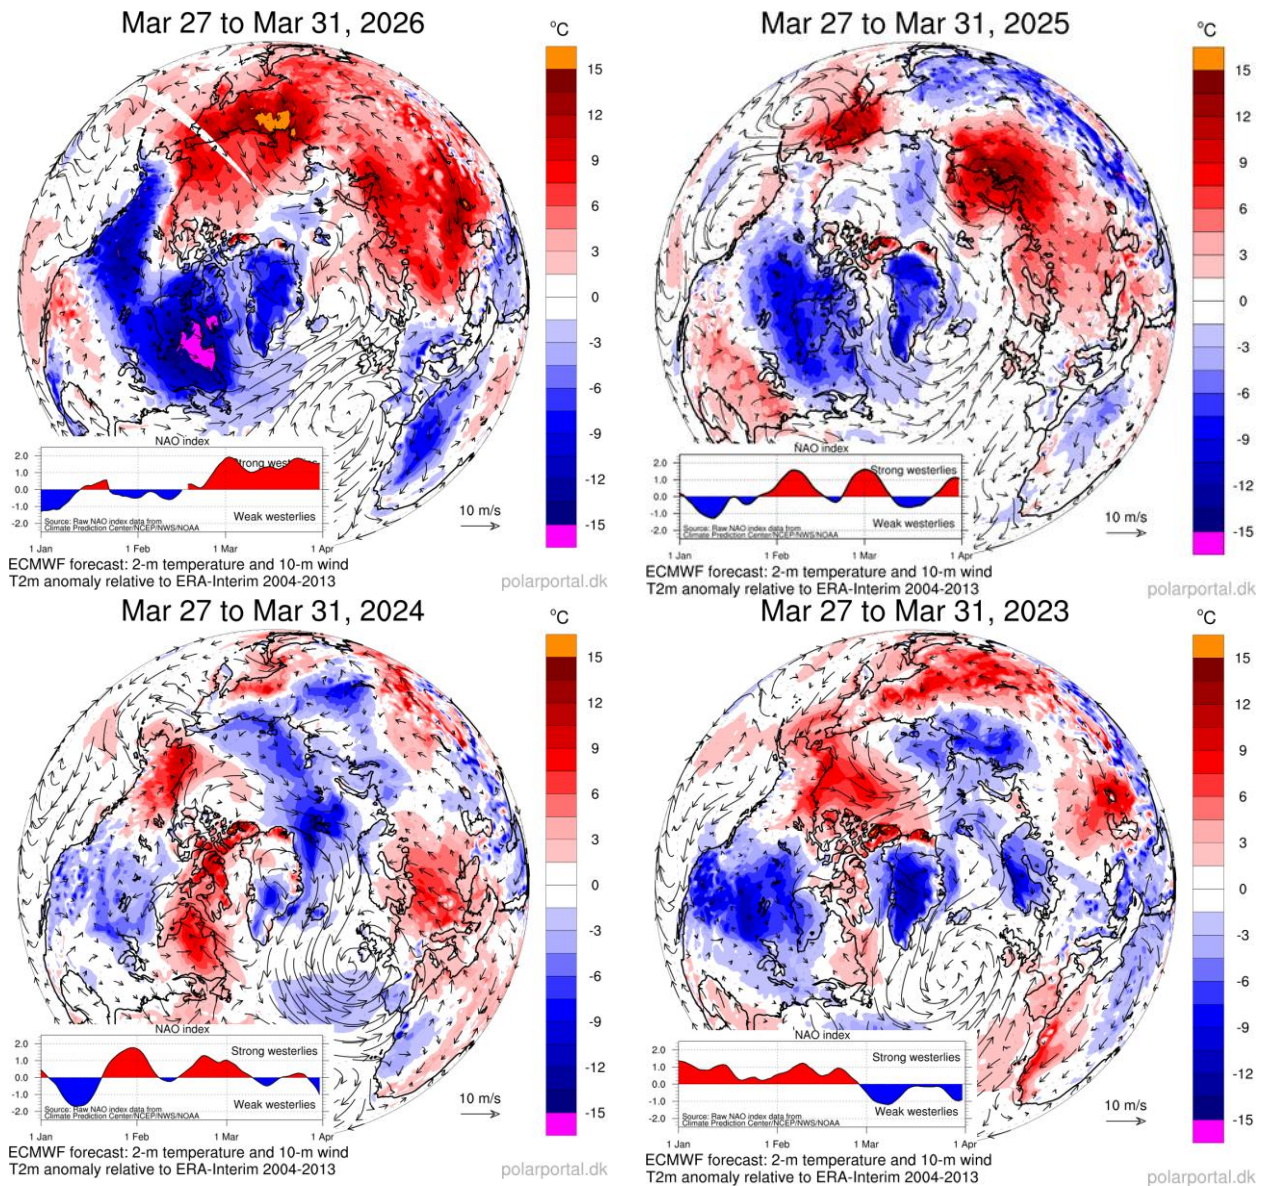 Mar 27 to Mar 31, 2026
°C
15
12
9
6
3
0
-3
-6
-9
-12
-15
NAO index
2.0
1.0
0.0
-1.0
-2.0
Strong westerlies
Weak westerlies
Source: Raw NAO index data from
Climate Prediction Center/NCEP/NWS/NOAA
1 Jan
1 Feb
1 Mar
1 Apr
10 m/s
ECMWF forecast: 2-m temperature and 10-m wind
T2m anomaly relative to ERA-Interim 2004-2013
polarportal.dk
Mar 27 to Mar 31, 2025
°C
15
12
9
6
3
0
-3
-6
-9
-12
-15
NAO index
2.0
1.0
0.0
-1.0
-2.0
Strong westerlies
Weak westerlies
Source: Raw NAO index data from
Climate Prediction Center/NCEP/NWS/NOAA
1 Jan
1 Feb
1 Mar
1 Apr
10 m/s
ECMWF forecast: 2-m temperature and 10-m wind
T2m anomaly relative to ERA-Interim 2004-2013
polarportal.dk
Mar 27 to Mar 31, 2024
°C
15
12
9
6
3
0
-3
-6
-9
-12
-15
NAO index
2.0
1.0
0.0
-1.0
-2.0
Strong westerlies
Weak westerlies
Source: Raw NAO index data from
Climate Prediction Center/NCEP/NWS/NOAA
1 Jan
1 Feb
1 Mar
1 Apr
10 m/s
ECMWF forecast: 2-m temperature and 10-m wind
T2m anomaly relative to ERA-Interim 2004-2013
polarportal.dk
Mar 27 to Mar 31, 2023
°C
15
12
9
6
3
0
-3
-6
-9
-12
-15
NAO index
2.0
1.0
0.0
-1.0
-2.0
Strong westerlies
Weak westerlies
Source: Raw NAO index data from
Climate Prediction Center/NCEP/NWS/NOAA
1 Jan
1 Feb
1 Mar
1 Apr
10 m/s
ECMWF forecast: 2-m temperature and 10-m wind
T2m anomaly relative to ERA-Interim 2004-2013
polarportal.dk